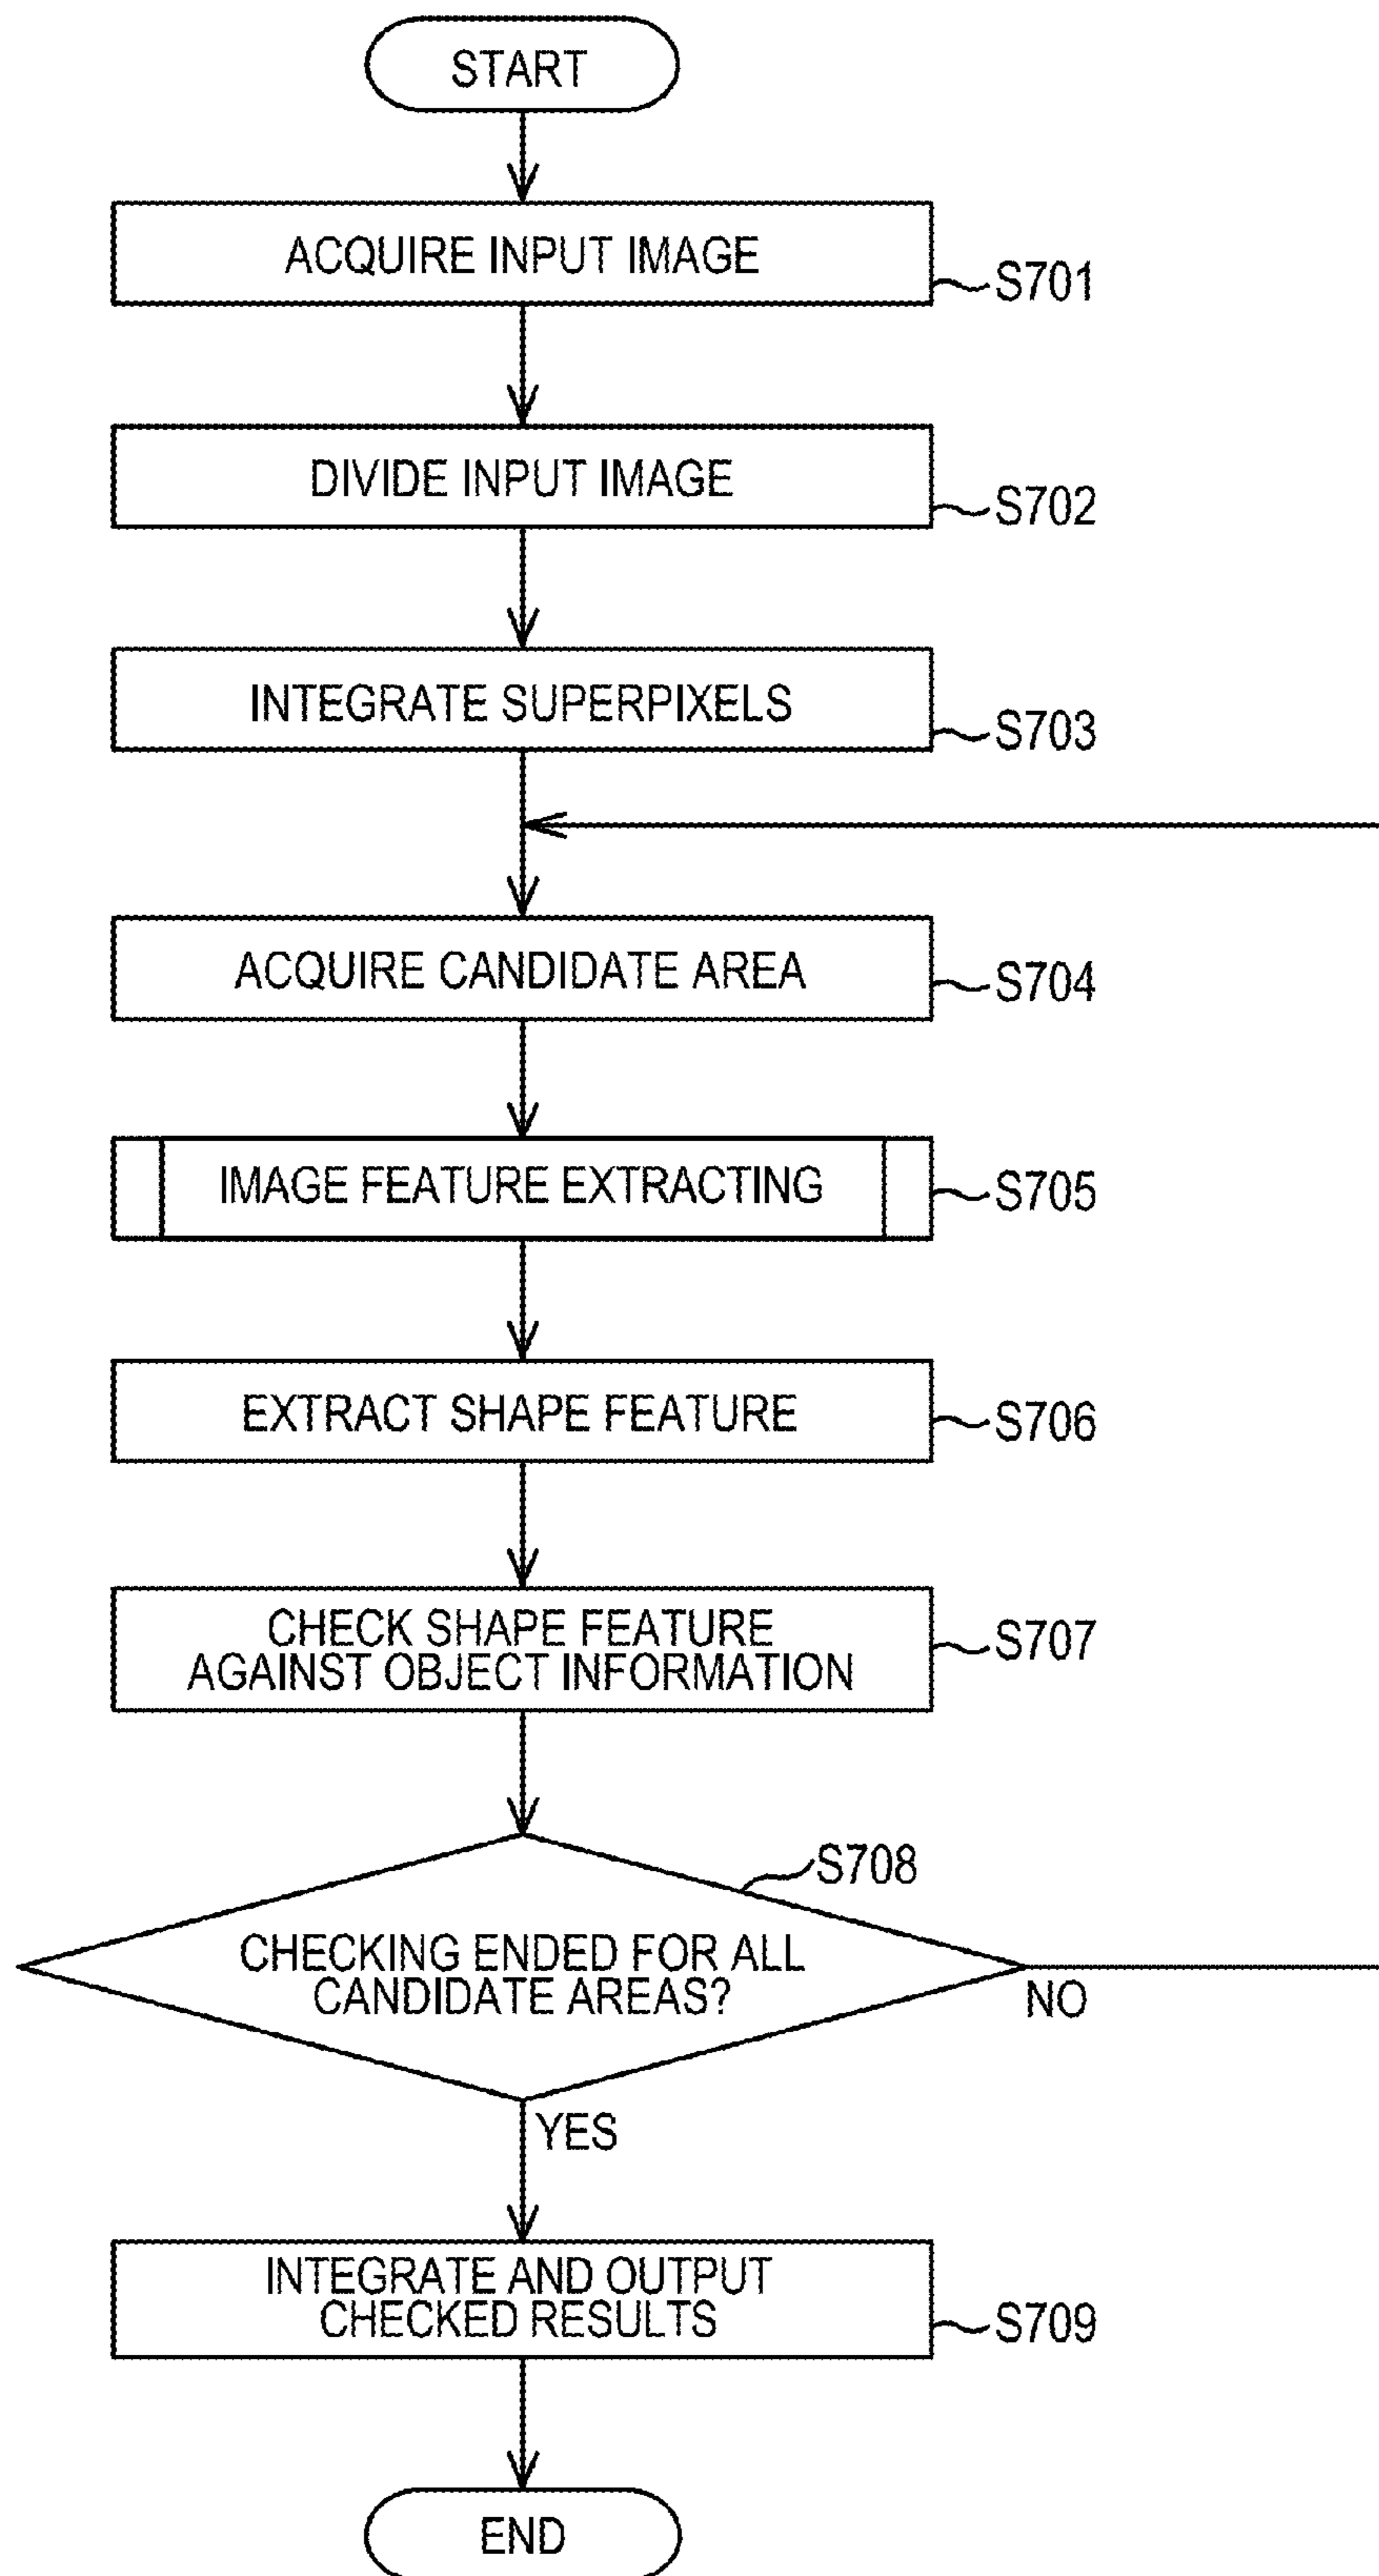 START
ACQUIRE INPUT IMAGE
S701
DIVIDE INPUT IMAGE
S702
INTEGRATE SUPERPIXELS
S703
ACQUIRE CANDIDATE AREA
S704
IMAGE FEATURE EXTRACTING
S705
EXTRACT SHAPE FEATURE
S706
CHECK SHAPE FEATURE
AGAINST OBJECT INFORMATION
S707
S708
CHECKING ENDED FOR ALL
CANDIDATE AREAS?
NO
YES
INTEGRATE AND OUTPUT
CHECKED RESULTS
S709
END